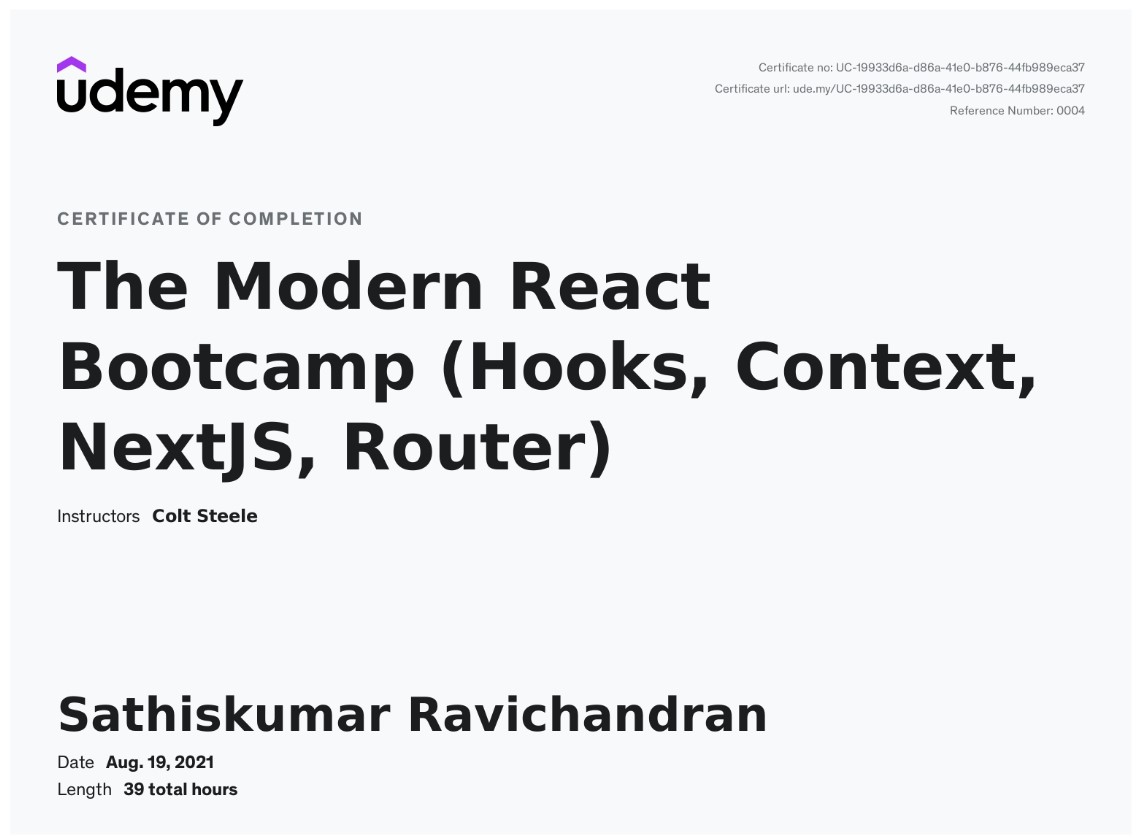 udemy
Certificate no: UC-19933d6a-d86a-41e0-b876-44fb989eca37
Certificate url: ude.my/UC-19933d6a-d86a-41e0-b876-44fb989eca37
Reference Number: 0004
CERTIFICATE OF COMPLETION
The Modern React
Bootcamp (Hooks, Context,
NextJS, Router)
Instructors Colt Steele
Sathiskumar Ravichandran
Date Aug. 19, 2021
Length 39 total hours